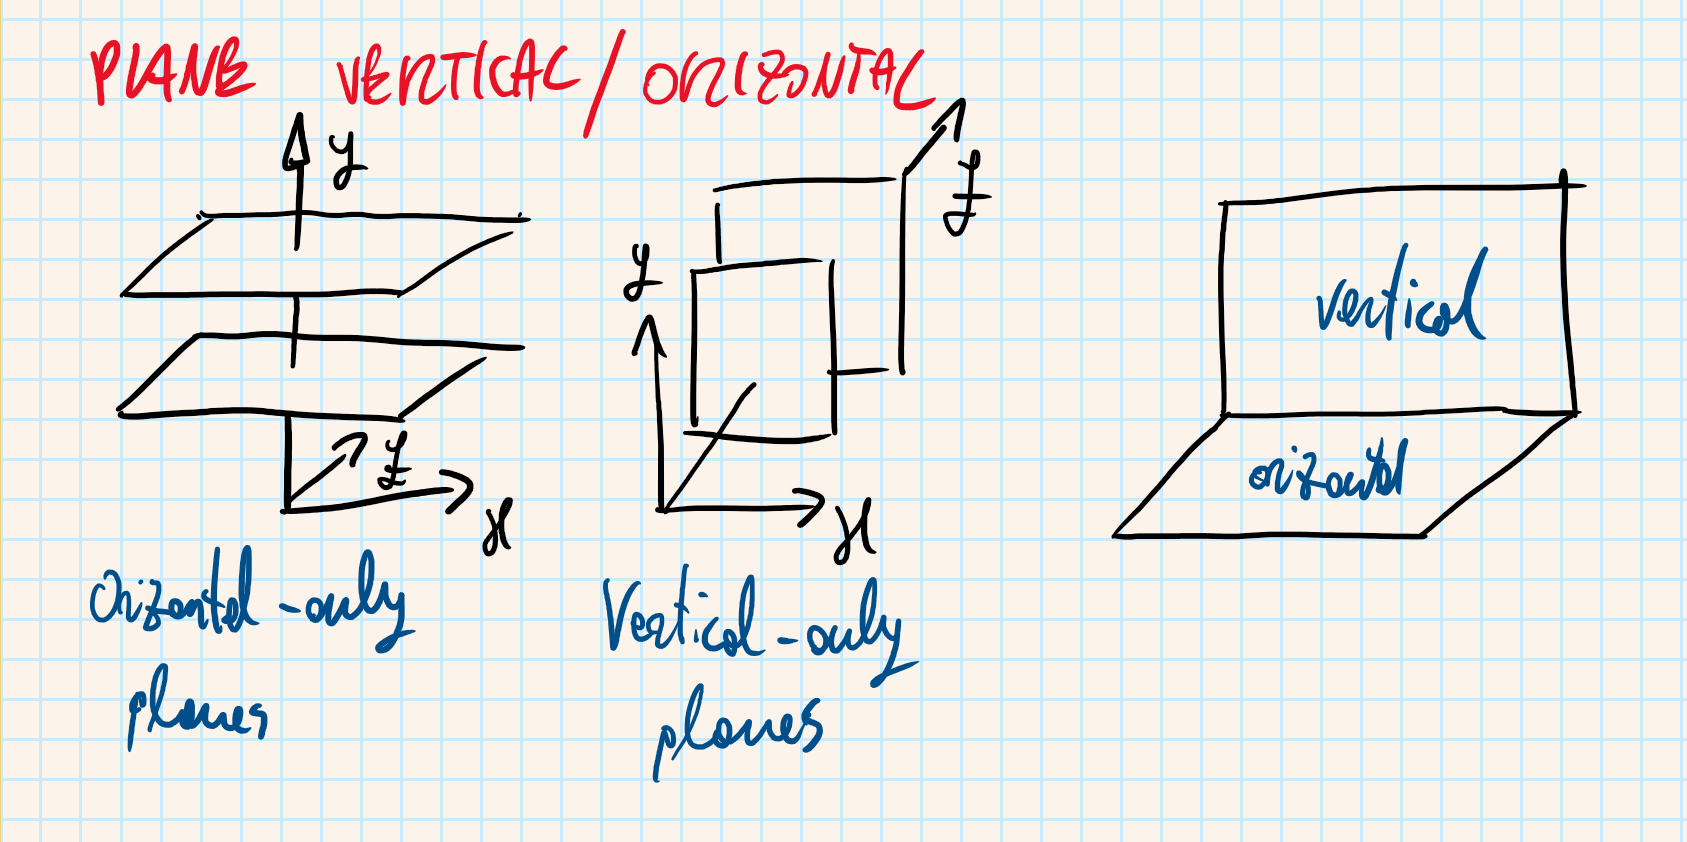 PLANE VERTICAL/ORIZONTAL
y
z
x
Orizontal-only
planes
y
z
x
Vertical-only
planes
vertical
orizontal